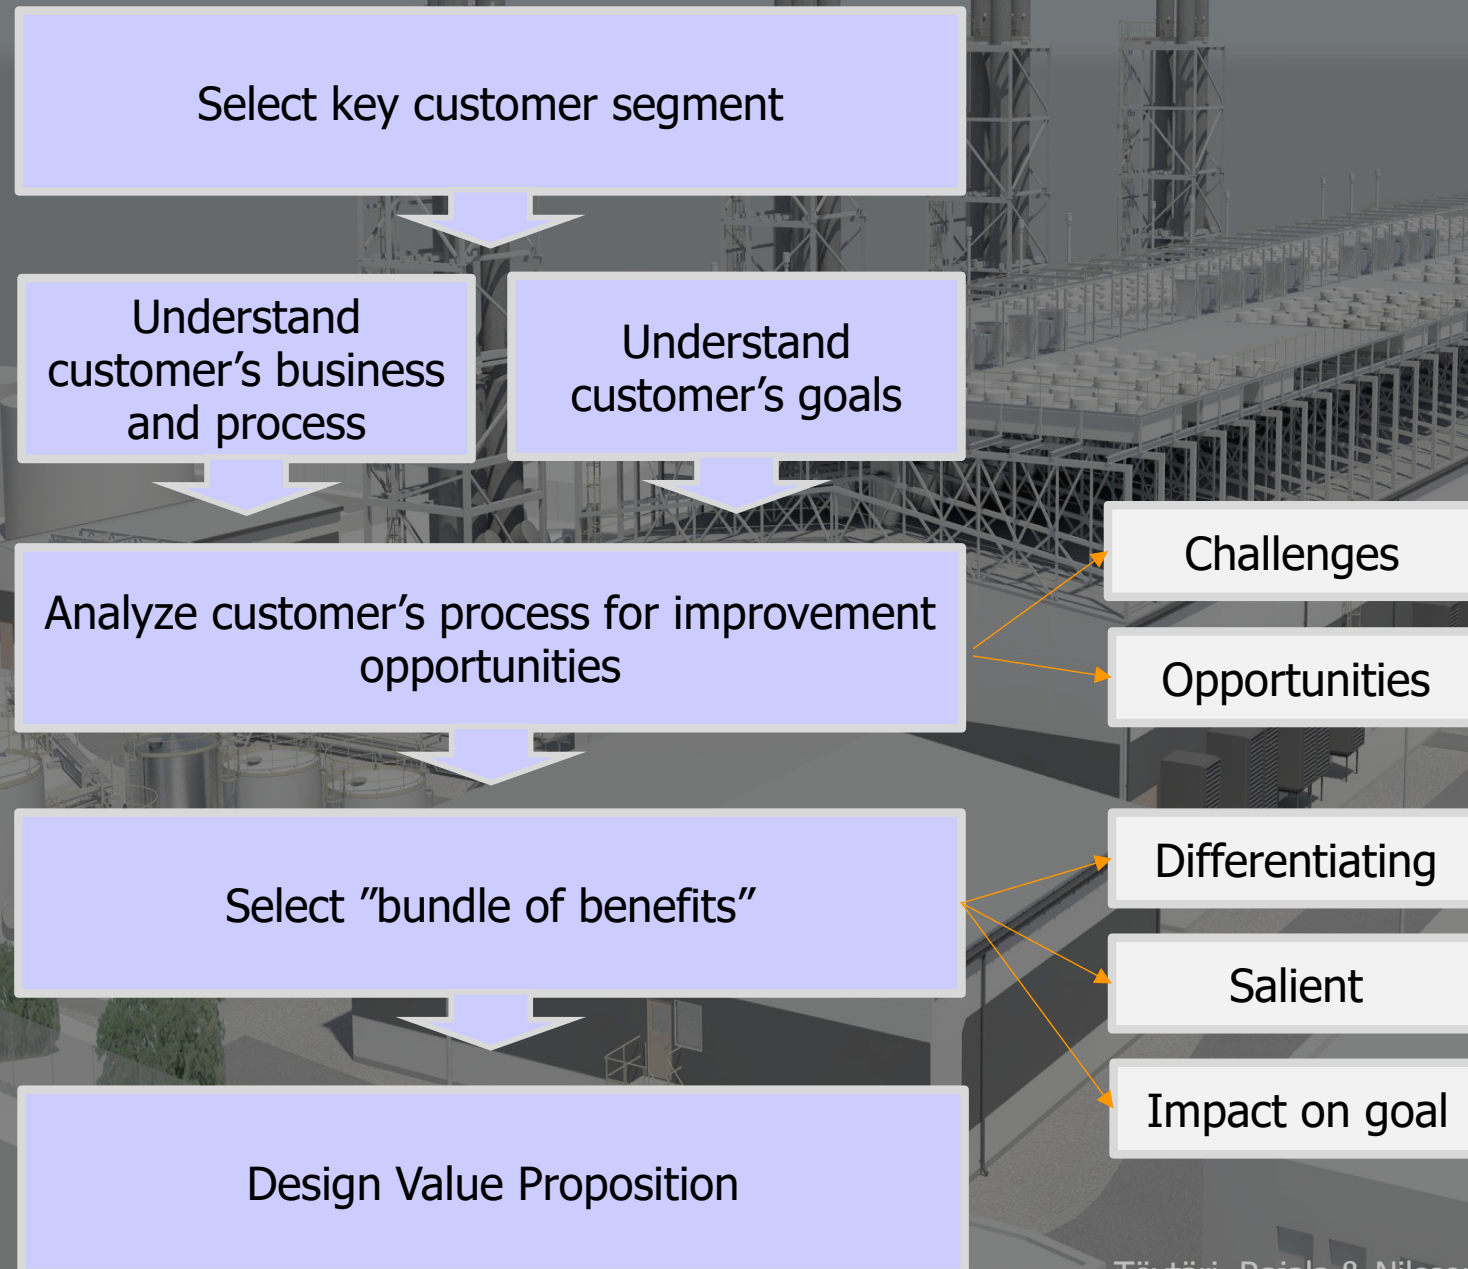 Select key customer segment
Understand
customer’s business
and process
Understand
customer’s goals
Analyze customer’s process for improvement
opportunities
Challenges
Opportunities
Select ”bundle of benefits”
Differentiating
Salient
Impact on goal
Design Value Proposition